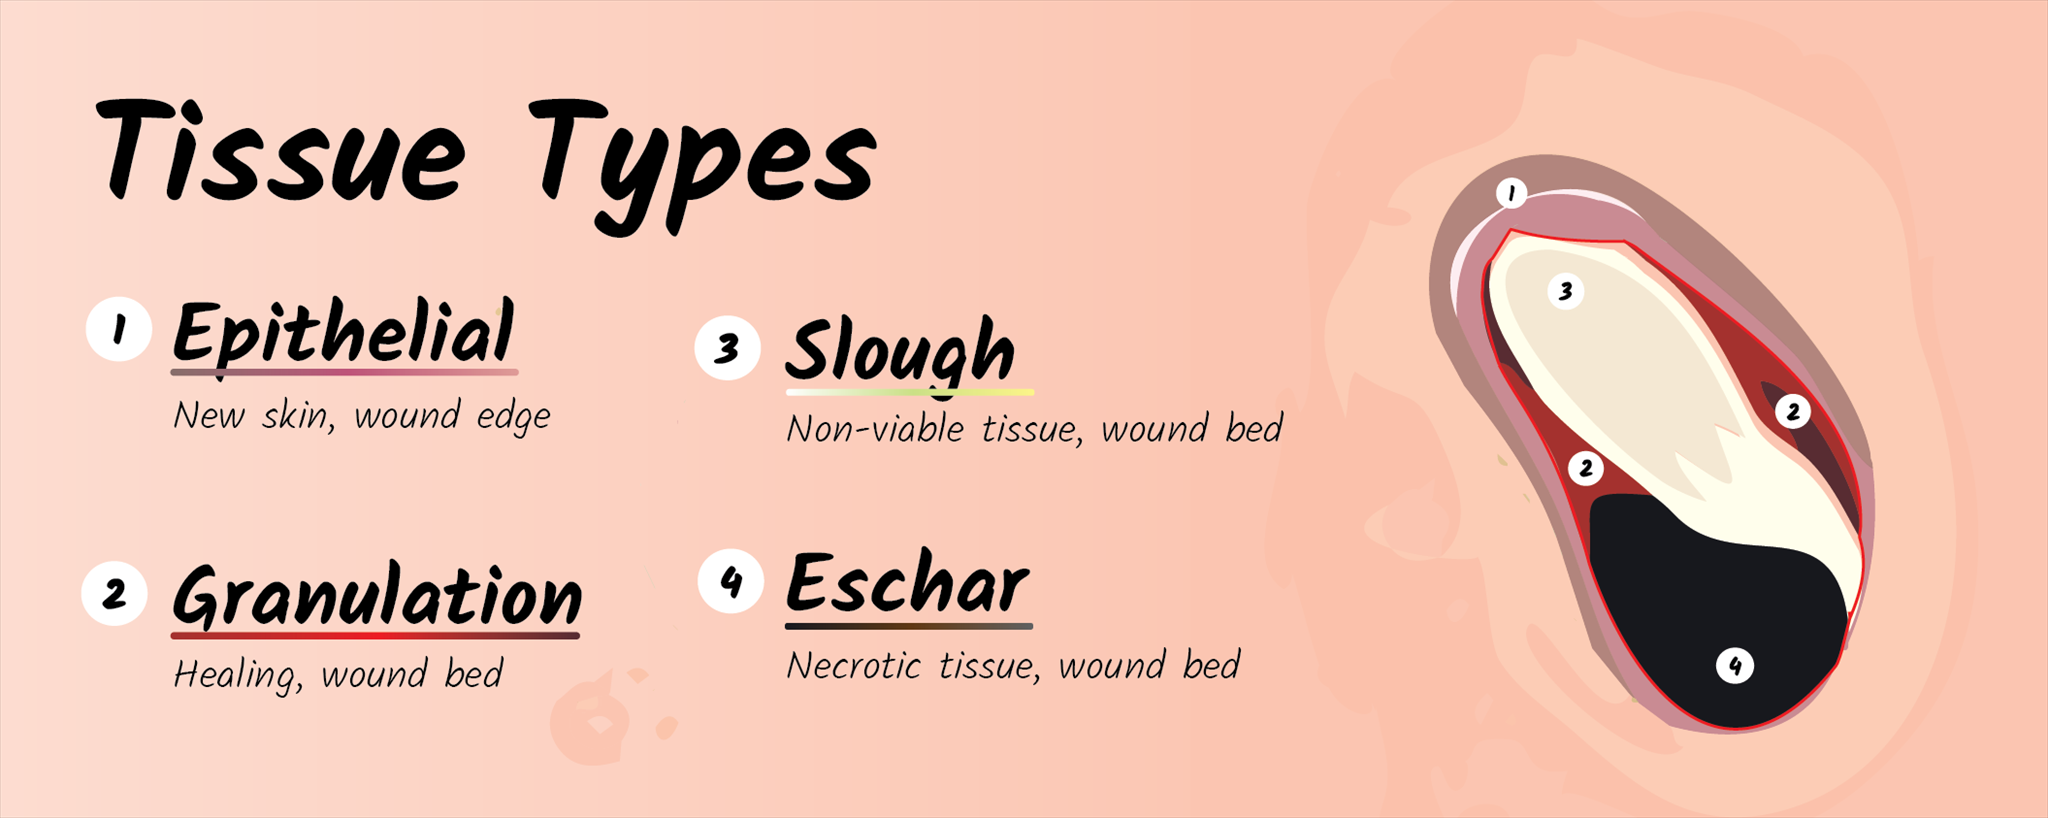 Tissue Types
1 Epithelial
New skin, wound edge
2 Granulation
Healing, wound bed
3 Slough
Non-viable tissue, wound bed
4 Eschar
Necrotic tissue, wound bed
1
3
2
2
4